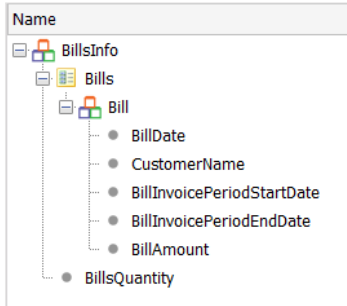 Name
BillsInfo
Bills
Bill
BillDate
CustomerName
BillInvoicePeriodStartDate
BillInvoicePeriodEndDate
BillAmount
BillsQuantity